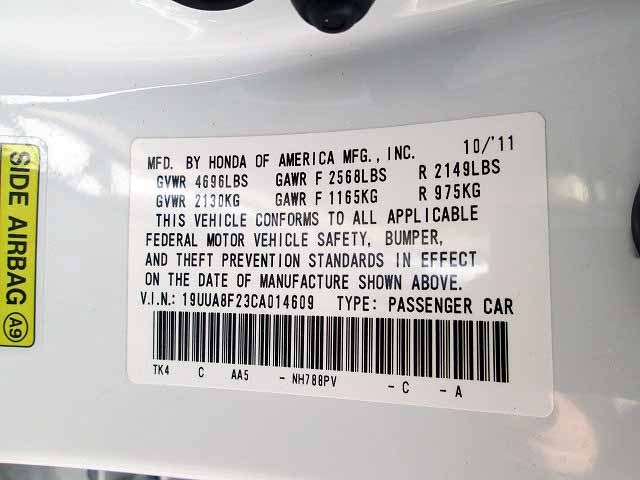 MFD. BY HONDA OF AMERICA MFG., INC. 10/'11
GVWR 4696LBS GAWR F 2568LBS R 2149LBS
GVWR 2130KG GAWR F 1165KG R 975KG
THIS VEHICLE CONFORMS TO ALL APPLICABLE
FEDERAL MOTOR VEHICLE SAFETY, BUMPER,
AND THEFT PREVENTION STANDARDS IN EFFECT
ON THE DATE OF MANUFACTURE SHOWN ABOVE.
V.I.N.: 19UUA8F23CA014609 TYPE: PASSENGER CAR
TK4 C AA5 - NH788PV - C - A
SIDE AIRBAG A9